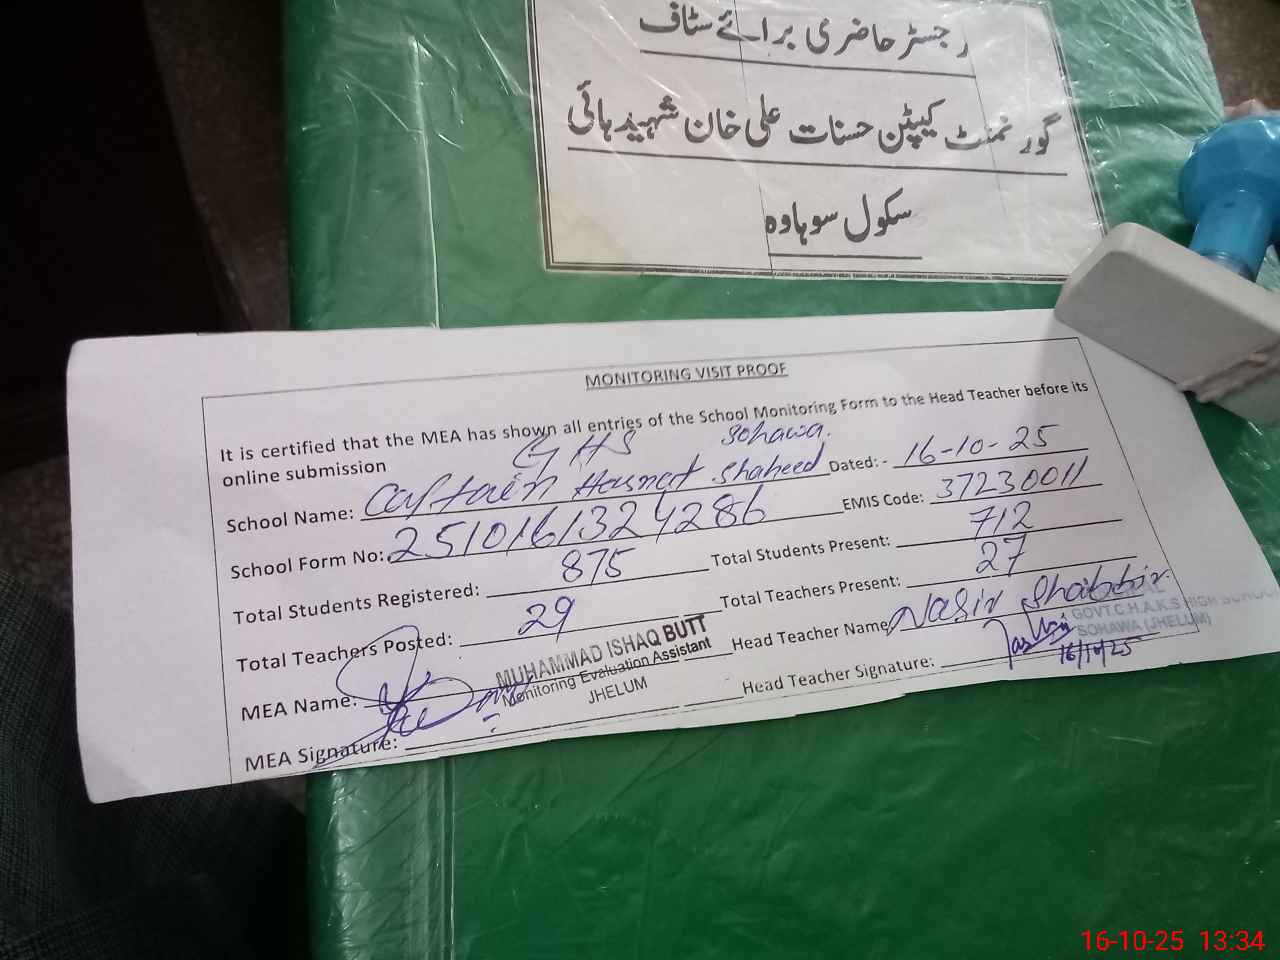 رجسٹر حاضری برائے سٹاف
گورنمنٹ کیپٹن حسنات علی خان شہید ہائی
سکول سوہاوہ
MONITORING VISIT PROOF
It is certified that the MEA has shown all entries of the School Monitoring Form to the Head Teacher before its
online submission
GHS Sohawa.
School Name: Captain Hasnat Shaheed Dated:- 16-10-25
School Form No: 2510161324286 EMIS Code: 37230011
Total Students Registered: 875 Total Students Present: 712
Total Teachers Posted: 29 Total Teachers Present: 27
MEA Name: MUHAMMAD ISHAQ BUTT Head Teacher Name: Nasir Shabbir
Monitoring Evaluation Assistant
JHELUM
GOVT.C.H.A.K.S HIGH SCHOOL
SOHAWA (JHELUM)
MEA Signature: Head Teacher Signature: 16/10/25
16-10-25 13:34